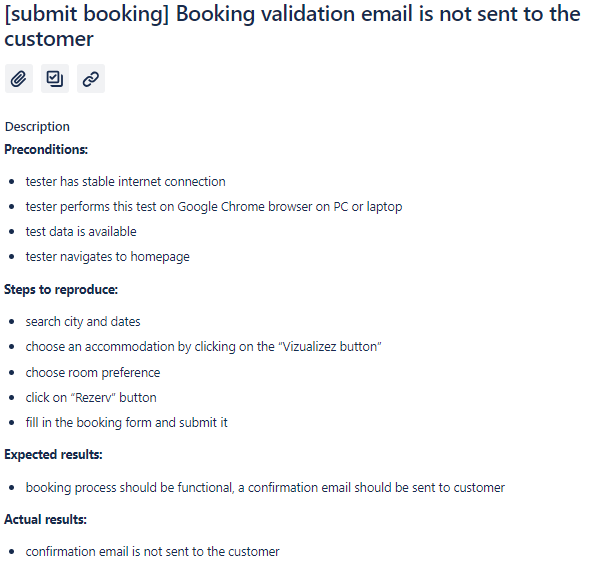 [submit booking] Booking validation email is not sent to the
customer
Description
Preconditions:
• tester has stable internet connection
• tester performs this test on Google Chrome browser on PC or laptop
• test data is available
• tester navigates to homepage
Steps to reproduce:
• search city and dates
• choose an accommodation by clicking on the “Vizualizez button”
• choose room preference
• click on “Rezerv” button
• fill in the booking form and submit it
Expected results:
• booking process should be functional, a confirmation email should be sent to customer
Actual results:
• confirmation email is not sent to the customer